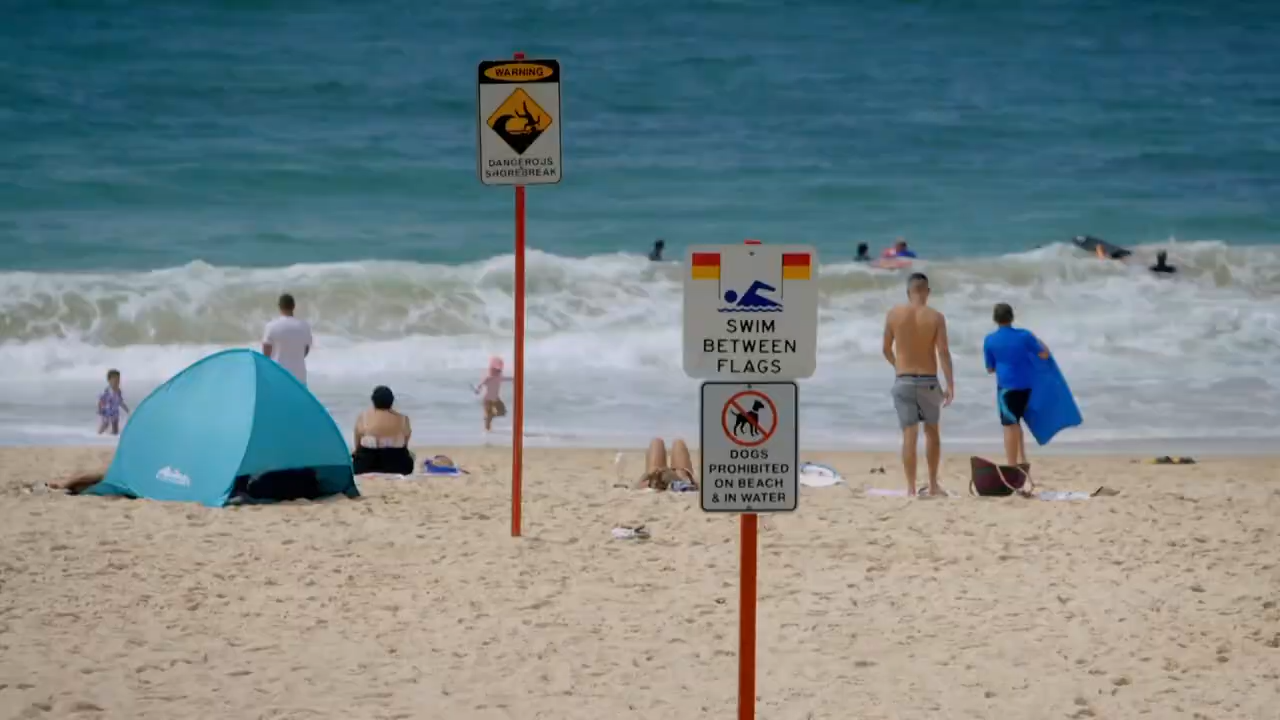 WARNING
DANGEROUS
SHOREBREAK
SWIM
BETWEEN
FLAGS
DOGS
PROHIBITED
ON BEACH
& IN WATER